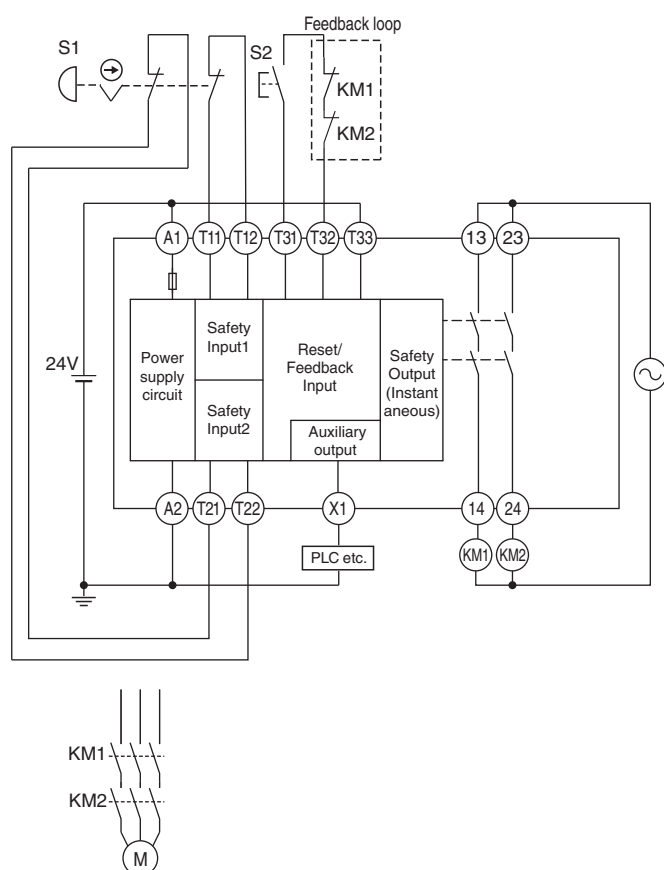 Feedback loop
S1
S2
KM1
KM2
A1
T11
T12
T31
T32
T33
13
23
24V
Power
supply
circuit
Safety
Input1
Safety
Input2
Reset/
Feedback
Input
Auxiliary
output
Safety
Output
(Instant
aneous)
A2
T21
T22
X1
14
24
PLC etc.
KM1
KM2
KM1
KM2
M